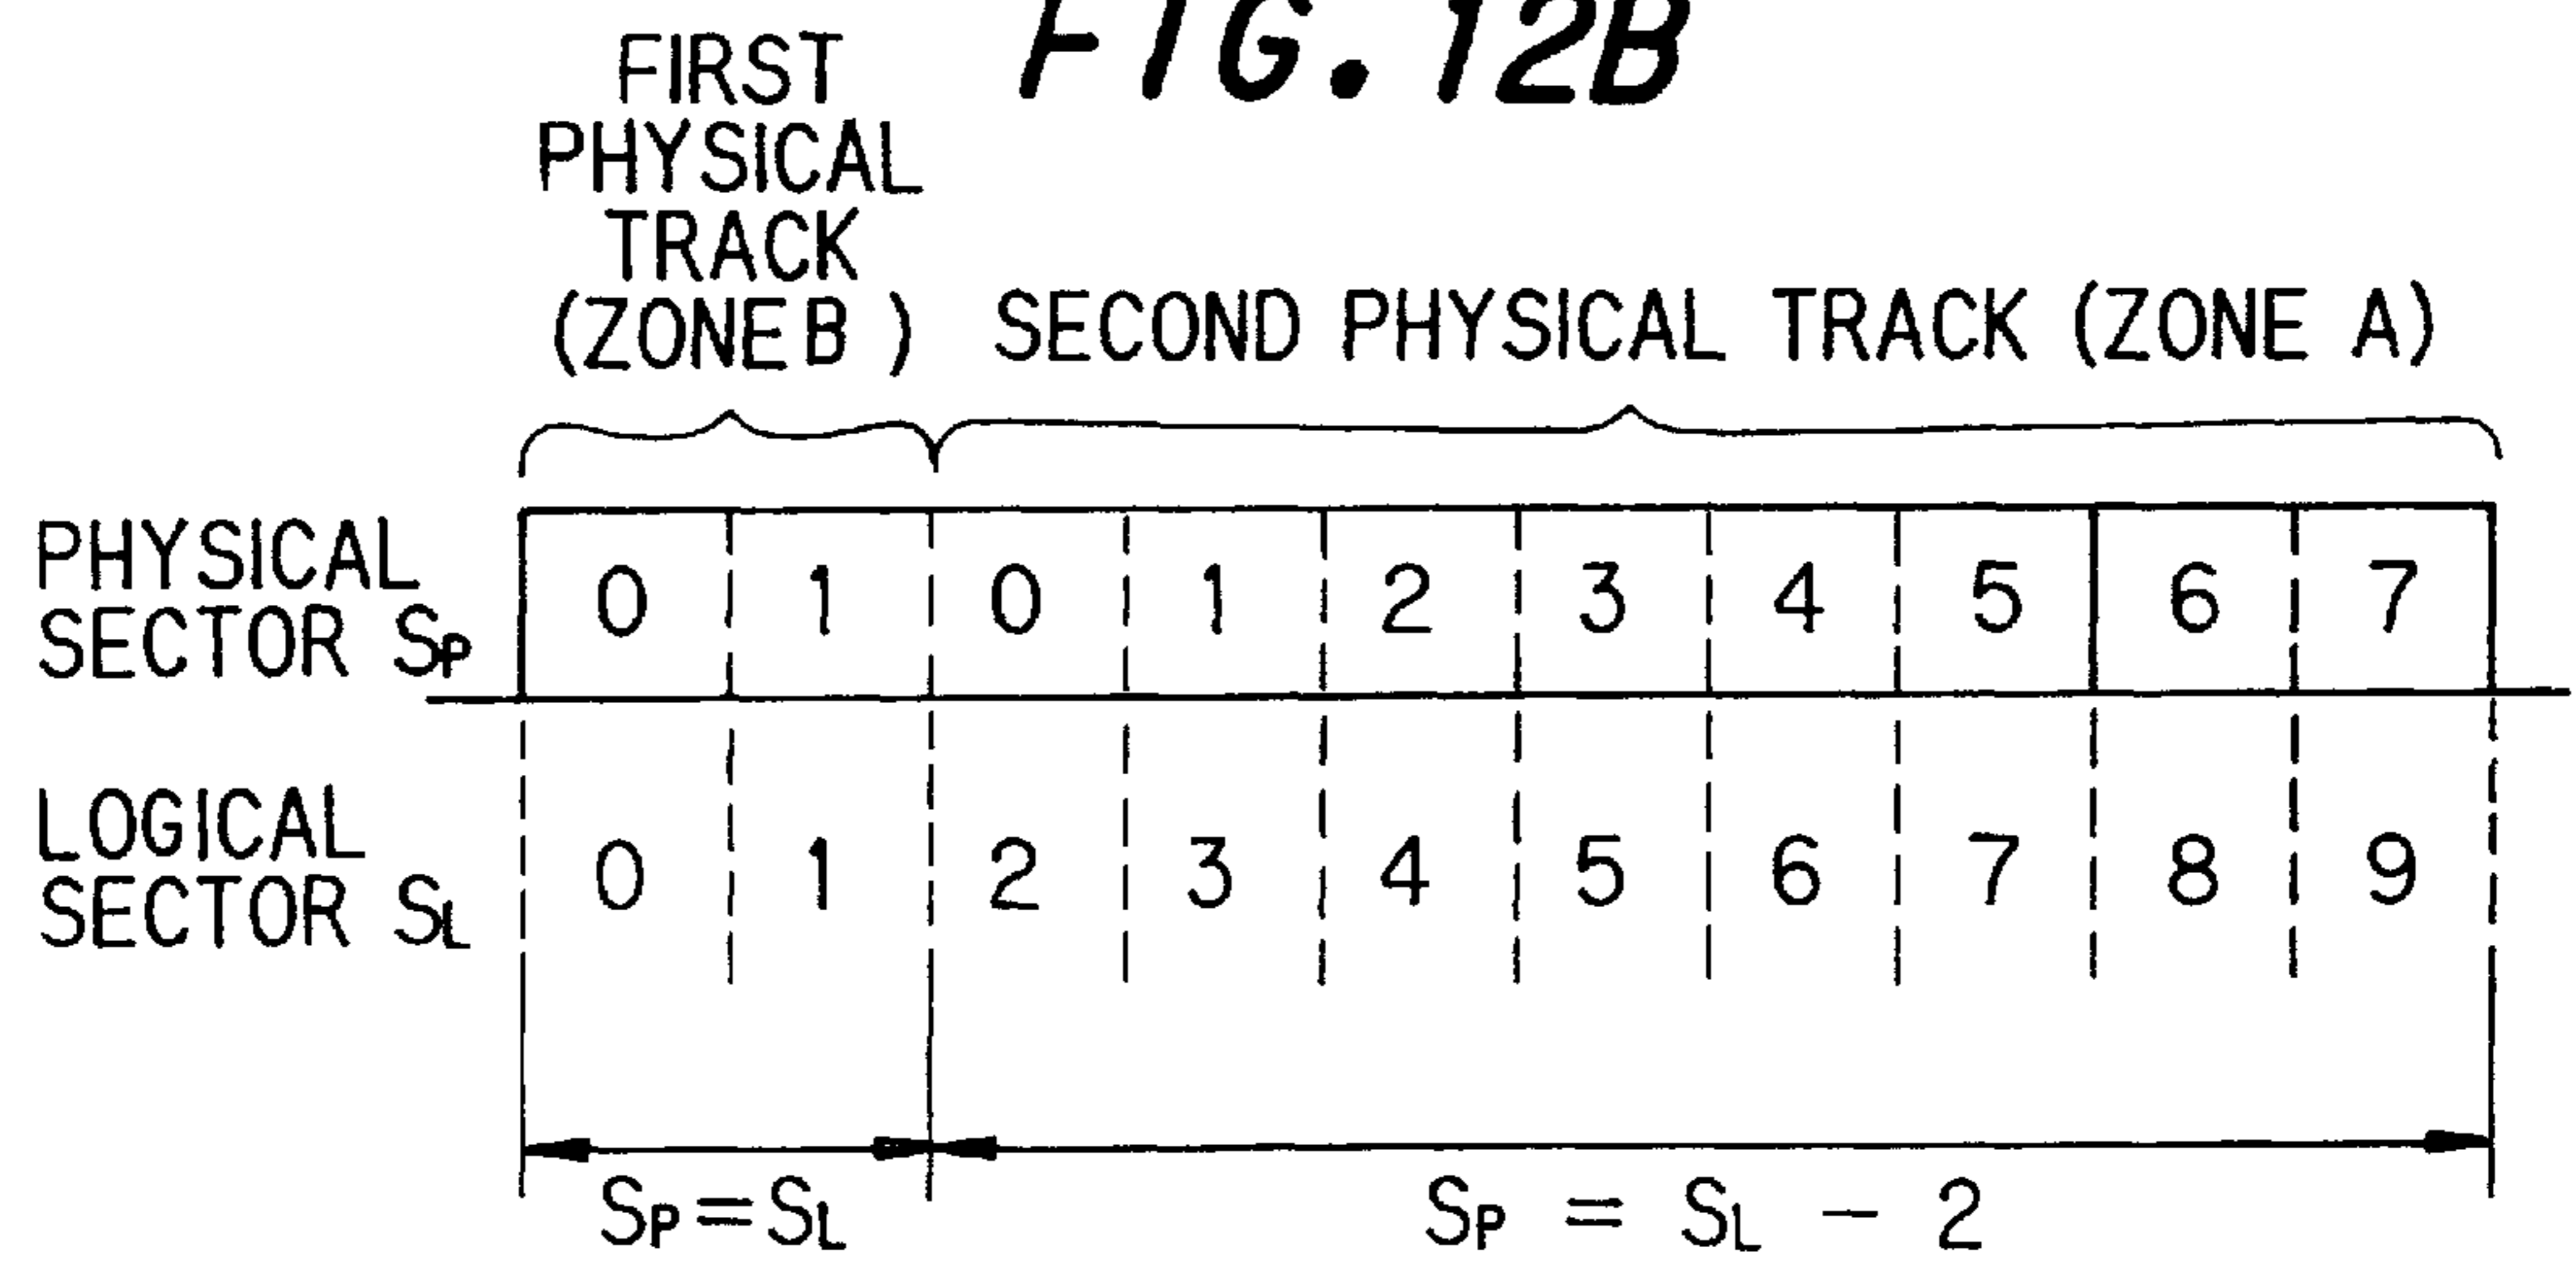 FIG.12B
FIRST
PHYSICAL
TRACK
(ZONE B )
SECOND PHYSICAL TRACK (ZONE A)
PHYSICAL
SECTOR SP
0 1 0 1 2 3 4 5 6 7
LOGICAL
SECTOR SL
0 1 2 3 4 5 6 7 8 9
SP=SL
SP = SL - 2